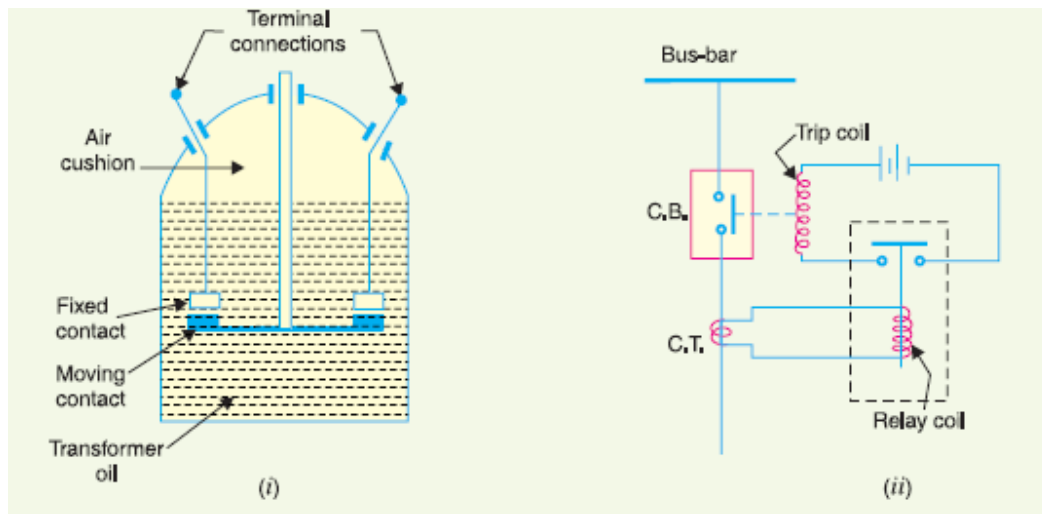 Terminal
connections
Air
cushion
Fixed
contact
Moving
contact
Transformer
oil
(i)
Bus-bar
Trip coil
C.B.
C.T.
Relay coil
(ii)